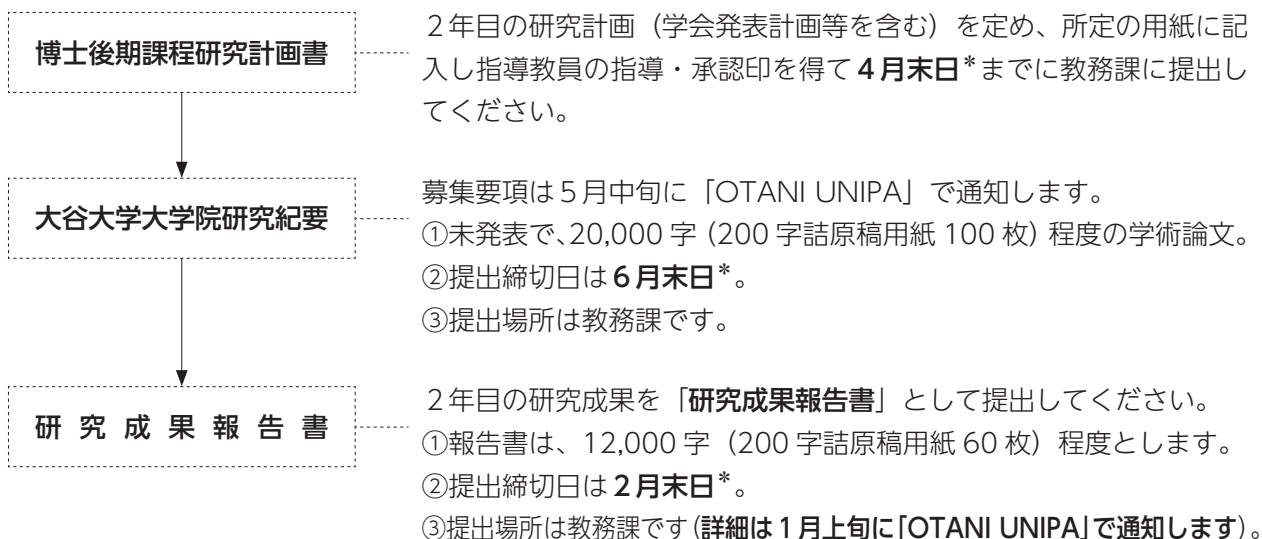 博士後期課程研究計画書
２年目の研究計画（学会発表計画等を含む）を定め、所定の用紙に記
入し指導教員の指導・承認印を得て４月末日*までに教務課に提出し
てください。
大谷大学大学院研究紀要
募集要項は５月中旬に「OTANI UNIPA」で通知します。
①未発表で、20,000 字（200 字詰原稿用紙 100 枚）程度の学術論文。
②提出締切日は６月末日*。
③提出場所は教務課です。
研 究 成 果 報 告 書
２年目の研究成果を「研究成果報告書」として提出してください。
①報告書は、12,000 字（200 字詰原稿用紙 60 枚）程度とします。
②提出締切日は２月末日*。
③提出場所は教務課です（詳細は１月上旬に「OTANI UNIPA」で通知します）。